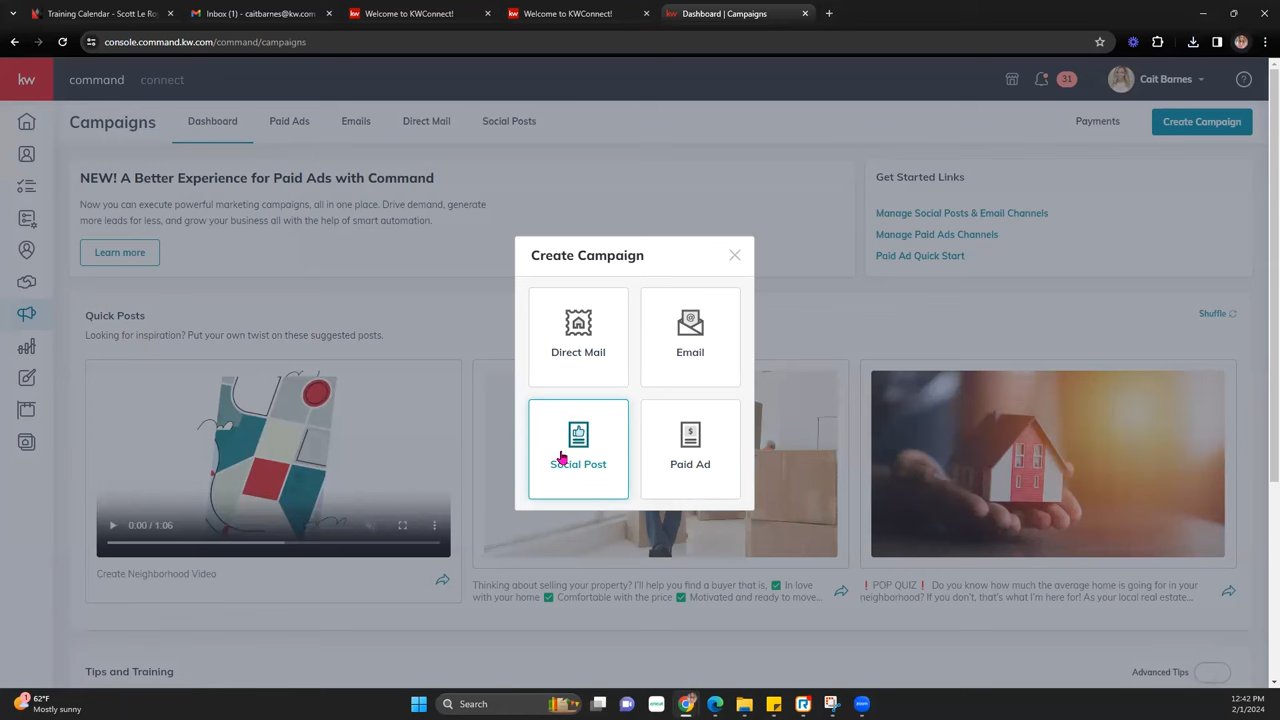 Training Calendar - Scott Le Ro
Inbox (1) - caitbarnes@kw.com
Welcome to KWConnect!
Welcome to KWConnect!
Dashboard | Campaigns
console.command.kw.com/command/campaigns
kw
command
connect
31
Cait Barnes
Campaigns
Dashboard
Paid Ads
Emails
Direct Mail
Social Posts
Payments
Create Campaign
NEW! A Better Experience for Paid Ads with Command
Now you can execute powerful marketing campaigns, all in one place. Drive demand, generate
more leads for less, and grow your business all with the help of smart automation.
Learn more
Get Started Links
Manage Social Posts & Email Channels
Manage Paid Ads Channels
Paid Ad Quick Start
Create Campaign
Direct Mail
Email
Social Post
Paid Ad
Quick Posts
Looking for inspiration? Put your own twist on these suggested posts.
Shuffle
0:00 / 1:06
Create Neighborhood Video
Thinking about selling your property? I'll help you find a buyer that is, ✅ In love
with your home ✅ Comfortable with the price ✅ Motivated and ready to move...
❗ POP QUIZ ❗ Do you know how much the average home is going for in your
neighborhood? If you don't, that's what I'm here for! As your local real estate...
Tips and Training
Advanced Tips
62°F
Mostly sunny
Search
cricut
zoom
12:42 PM
2/1/2024